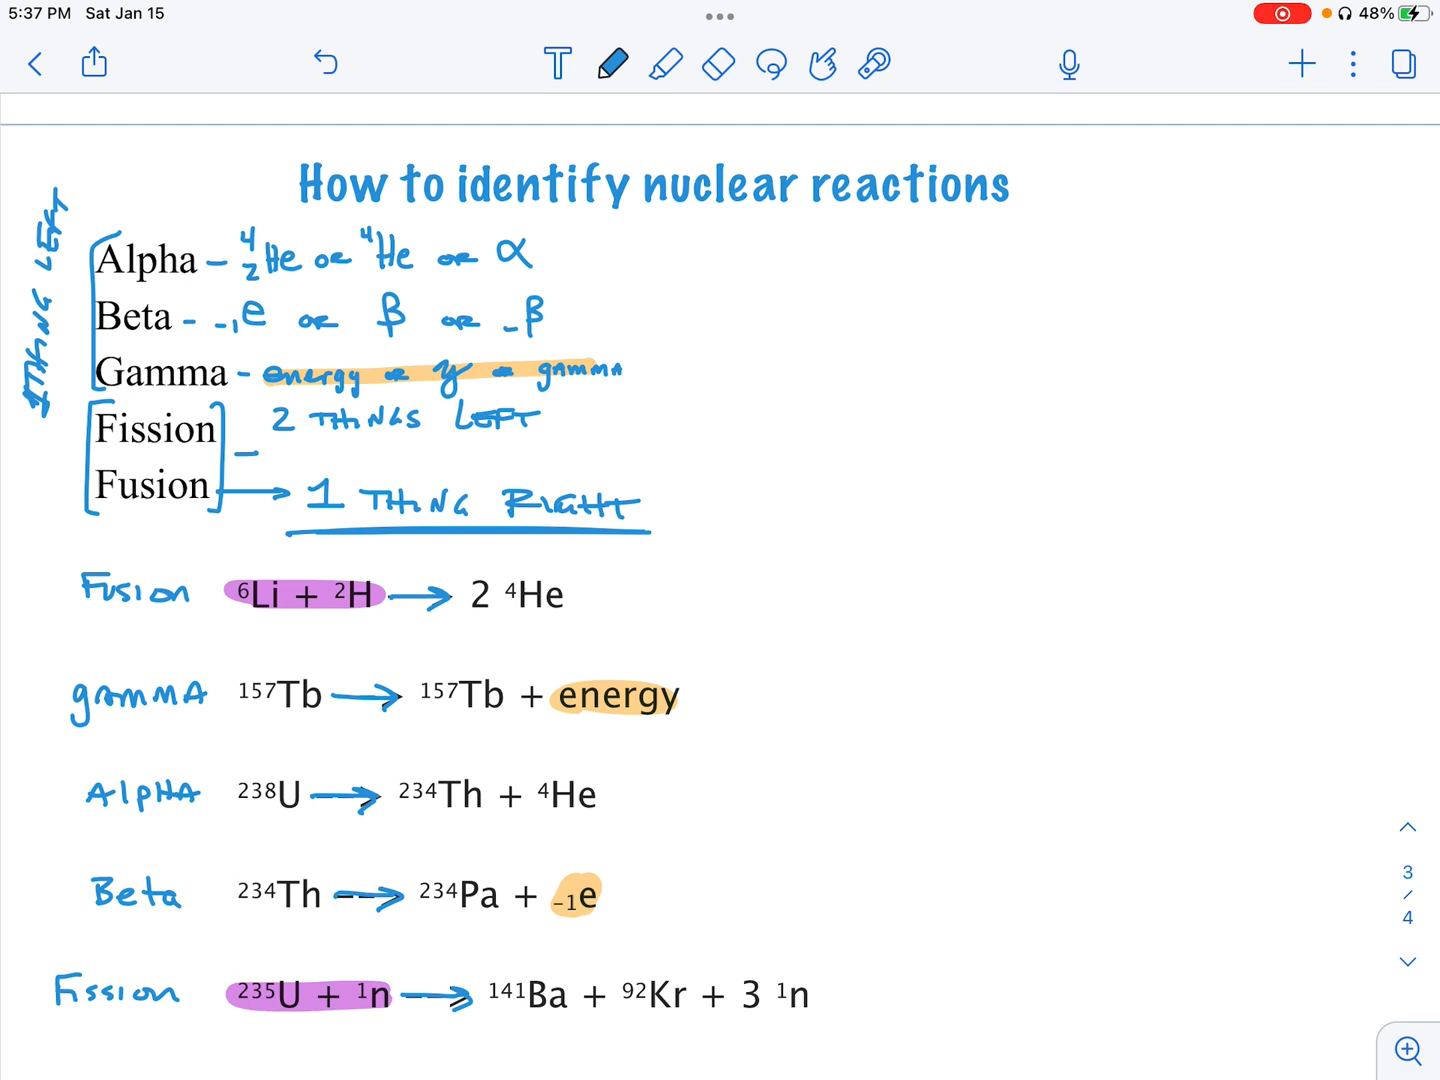 5:37 PM Sat Jan 15 48%
How to identify nuclear reactions
1 THING LEFT
Alpha - ⁴₂He or ⁴He or α
Beta - ₋₁e or β or -β
Gamma - energy or γ or gamma
Fission - 2 THINGS LEFT
Fusion → 1 THING RIGHT
Fusion ⁶Li + ²H → 2 ⁴He
gamma ¹⁵⁷Tb → ¹⁵⁷Tb + energy
Alpha ²³⁸U → ²³⁴Th + ⁴He
Beta ²³⁴Th → ²³⁴Pa + ₋₁e
Fission ²³⁵U + ¹n → ¹⁴¹Ba + ⁹²Kr + 3 ¹n
3 / 4